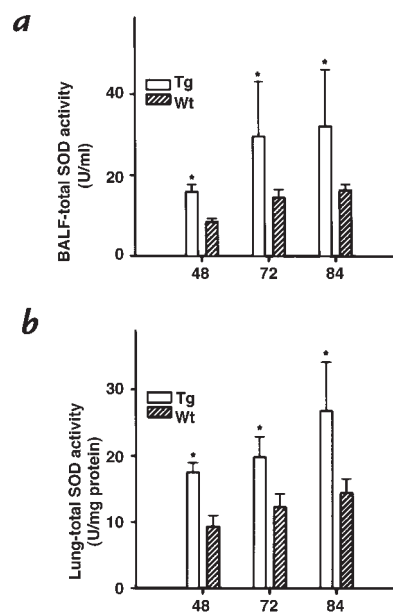 a
BALF-total SOD activity
(U/ml)
40
20
0
Tg
Wt
*
*
*
48 72 84
b
Lung-total SOD activity
(U/mg protein)
30
20
10
0
Tg
Wt
*
*
*
48 72 84